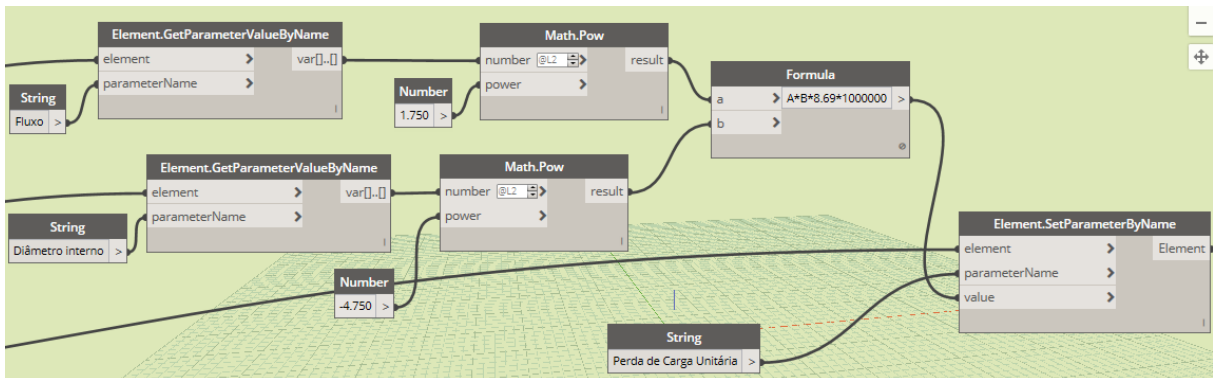 Element.GetParameterValueByName
element > var[]..[]
parameterName >
String
Fluxo >
Number
1.750 >
Math.Pow
number @L2 > result
power >
Formula
a > A*B*8.69*1000000 >
b >
Element.GetParameterValueByName
element > var[]..[]
parameterName >
String
Diâmetro interno >
Math.Pow
number @L2 > result
power >
Number
-4.750 >
Element.SetParameterByName
element > Element
parameterName >
value >
String
Perda de Carga Unitária >